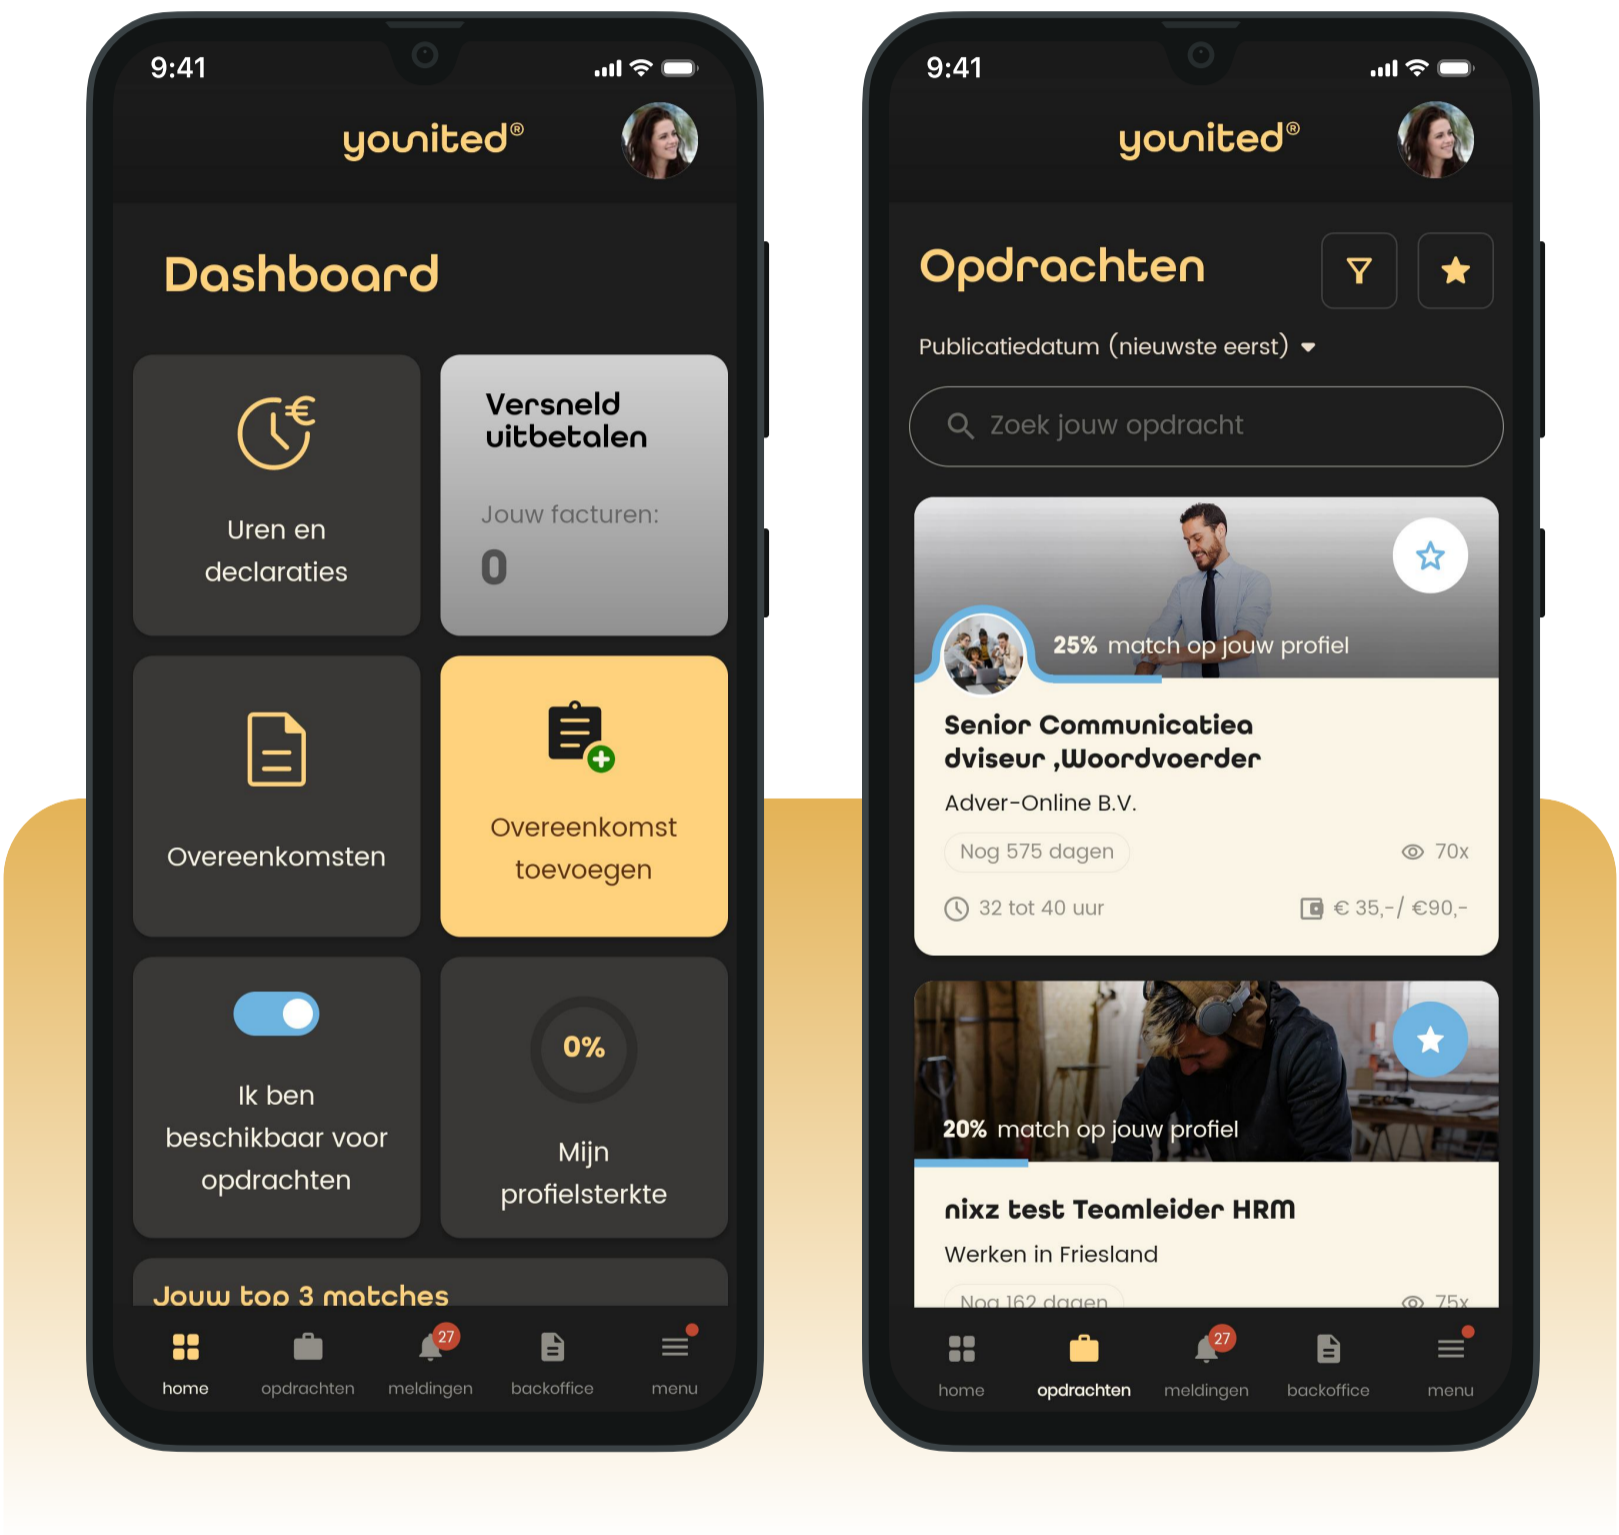 9:41
younited®
Dashboard
Uren en
declaraties
Versneld
uitbetalen
Jouw facturen:
0
Overeenkomsten
Overeenkomst
toevoegen
Ik ben
beschikbaar voor
opdrachten
0%
Mijn
profielsterkte
Jouw top 3 matches
27
home opdrachten meldingen backoffice menu
9:41
younited®
Opdrachten
Publicatiedatum (nieuwste eerst)
Zoek jouw opdracht
25% match op jouw profiel
Senior Communicatiea
dviseur ,Woordvoerder
Adver-Online B.V.
Nog 575 dagen 70x
32 tot 40 uur € 35,-/ €90,-
20% match op jouw profiel
nixz test Teamleider HRM
Werken in Friesland
Nog 162 dagen 75x
27
home opdrachten meldingen backoffice menu